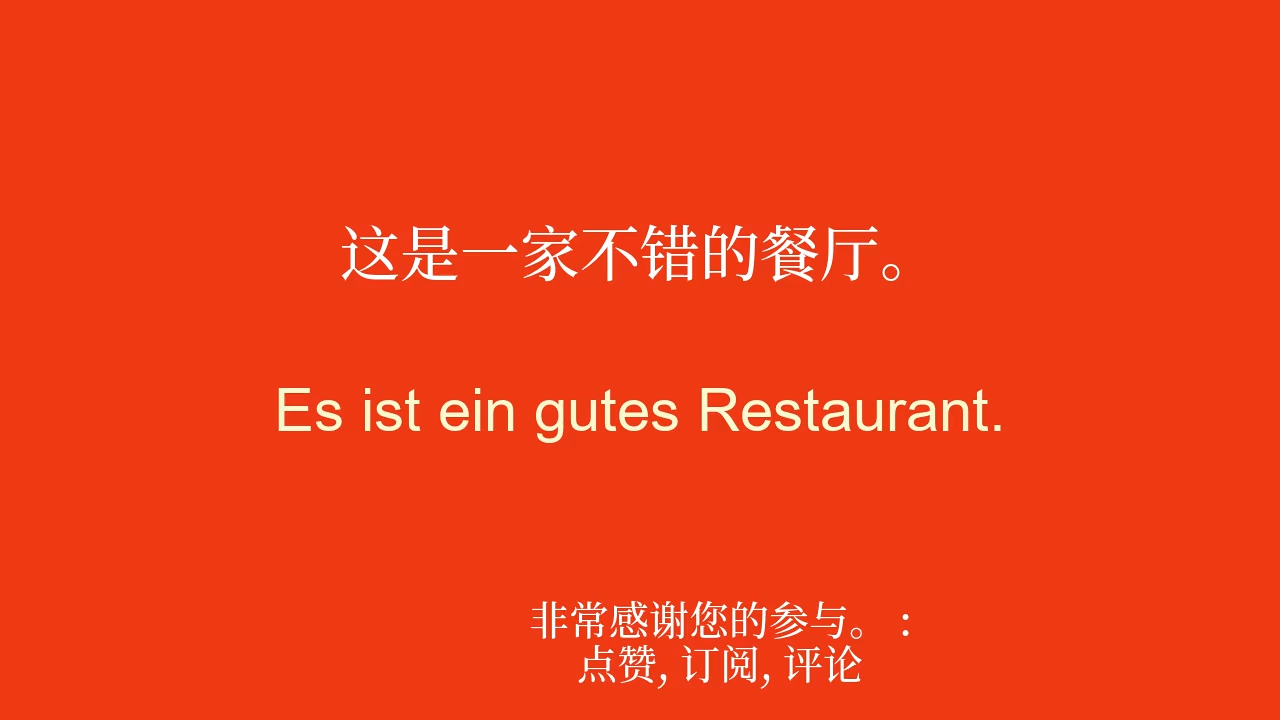 这是一家不错的餐厅。
Es ist ein gutes Restaurant.
非常感谢您的参与。 :
点赞, 订阅, 评论